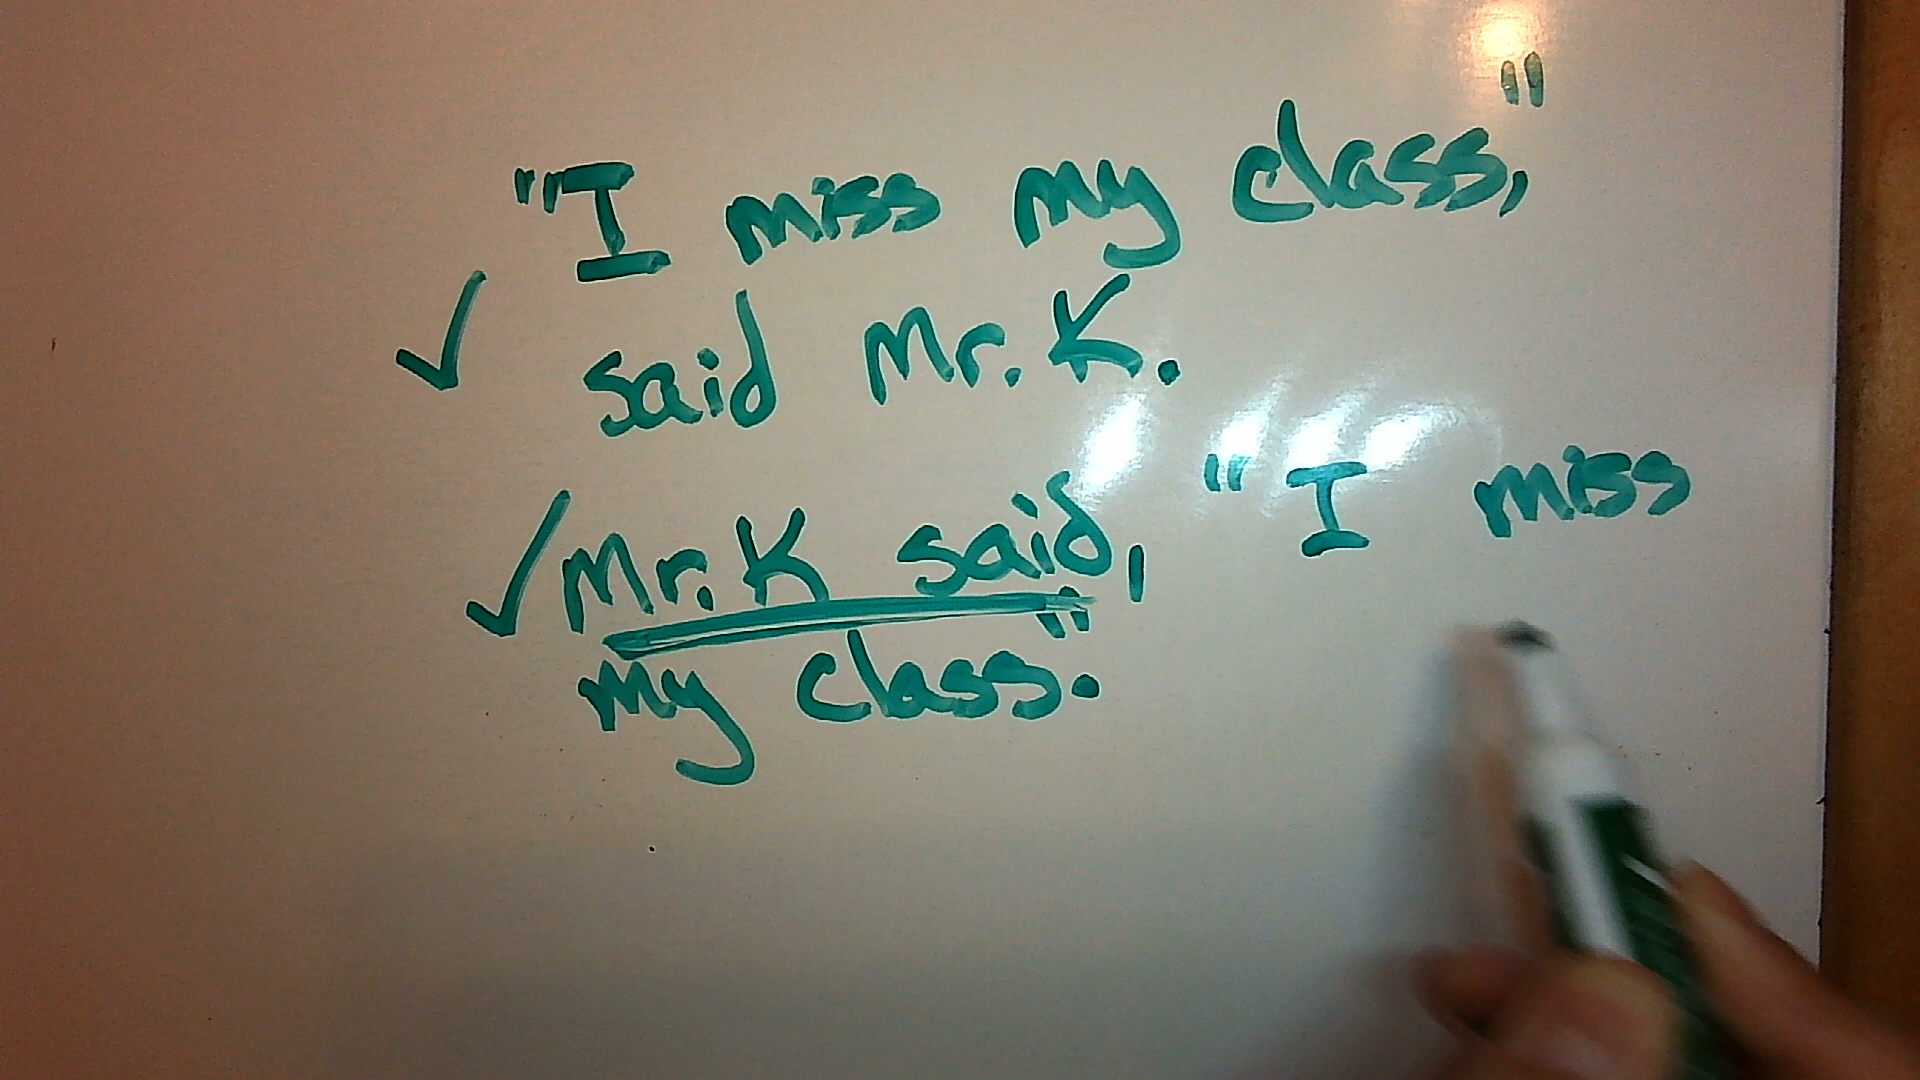 "I miss my class,"
said Mr. K.
Mr. K said, "I miss
my class."